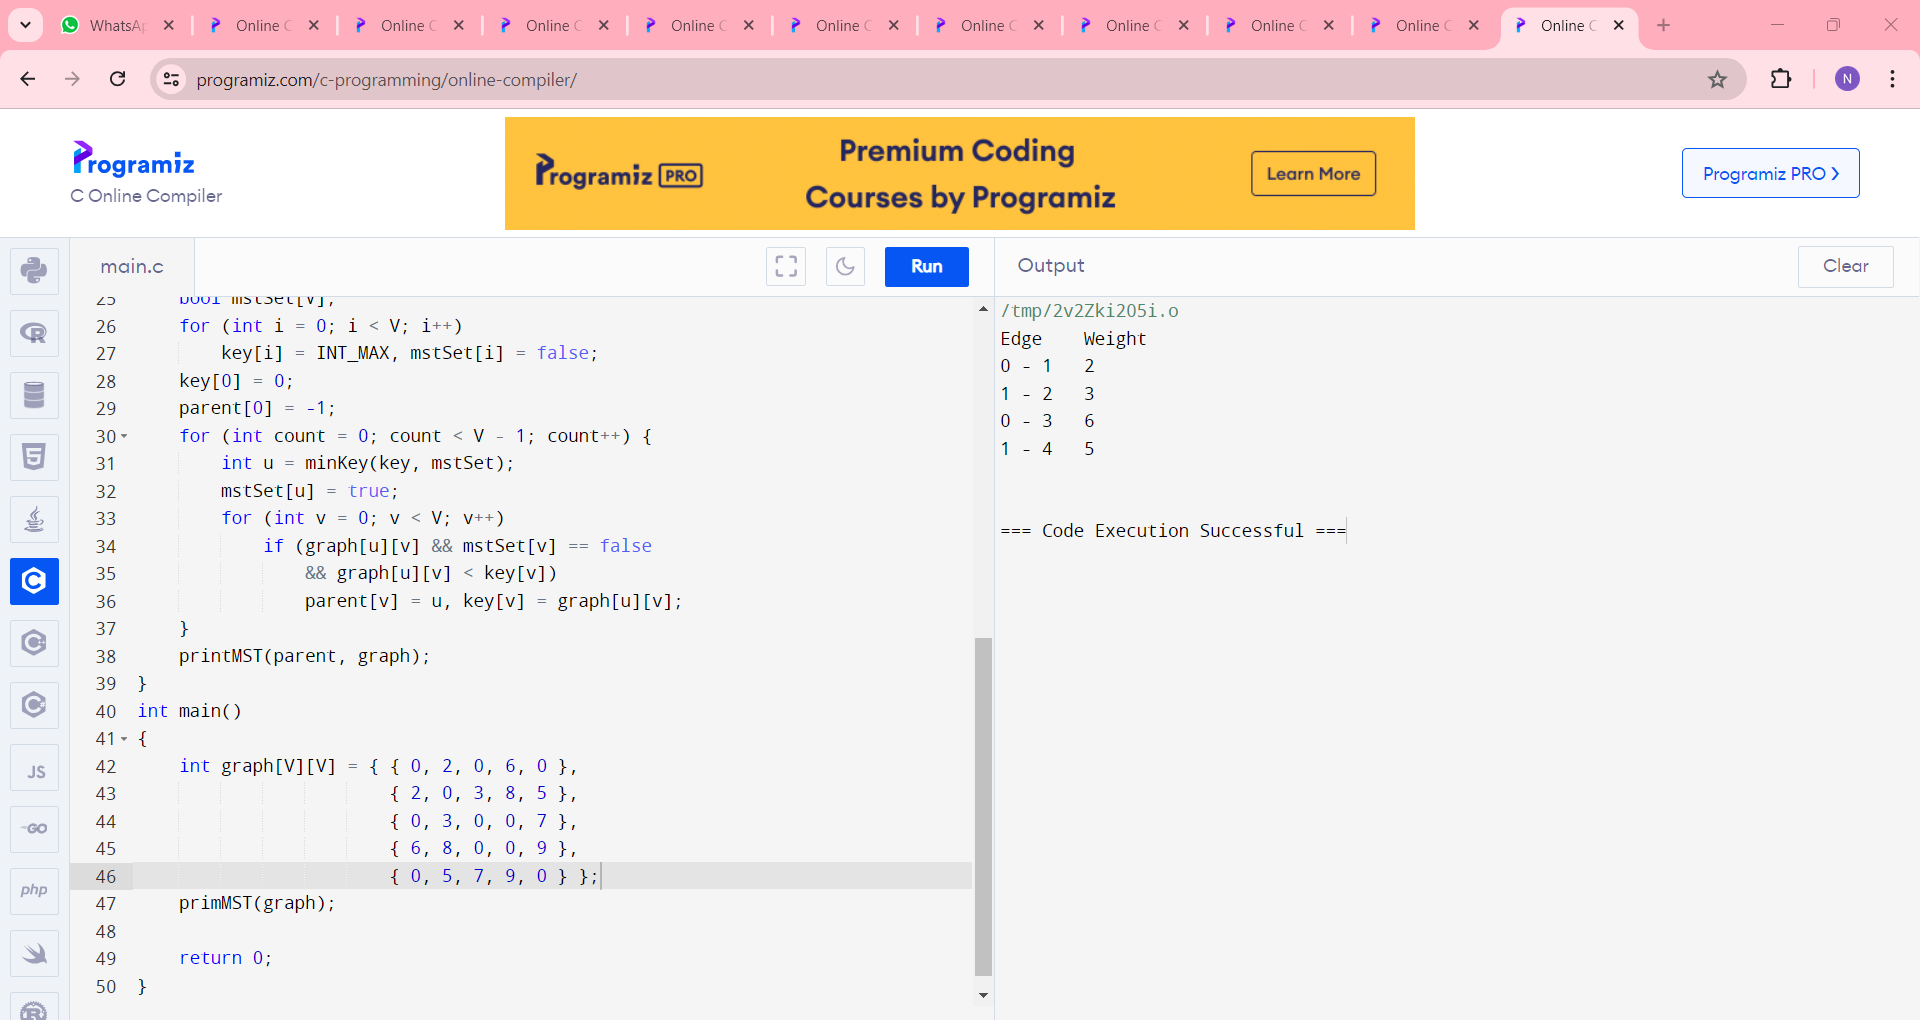 WhatsAp
Online C
Online C
Online C
Online C
Online C
Online C
Online C
Online C
Online C
Online C
programiz.com/c-programming/online-compiler/
N
Programiz
C Online Compiler
Programiz PRO
Premium Coding
Courses by Programiz
Learn More
Programiz PRO
main.c
Run
Output
Clear
25 bool mstSet[V];
26 for (int i = 0; i < V; i++)
27 key[i] = INT_MAX, mstSet[i] = false;
28 key[0] = 0;
29 parent[0] = -1;
30 for (int count = 0; count < V - 1; count++) {
31 int u = minKey(key, mstSet);
32 mstSet[u] = true;
33 for (int v = 0; v < V; v++)
34 if (graph[u][v] && mstSet[v] == false
35 && graph[u][v] < key[v])
36 parent[v] = u, key[v] = graph[u][v];
37 }
38 printMST(parent, graph);
39 }
40 int main()
41 {
42 int graph[V][V] = { { 0, 2, 0, 6, 0 },
43 { 2, 0, 3, 8, 5 },
44 { 0, 3, 0, 0, 7 },
45 { 6, 8, 0, 0, 9 },
46 { 0, 5, 7, 9, 0 } };
47 primMST(graph);
48
49 return 0;
50 }
/tmp/2v2Zki2O5i.o
Edge Weight
0 - 1 2
1 - 2 3
0 - 3 6
1 - 4 5
=== Code Execution Successful ===
JS
GO
php